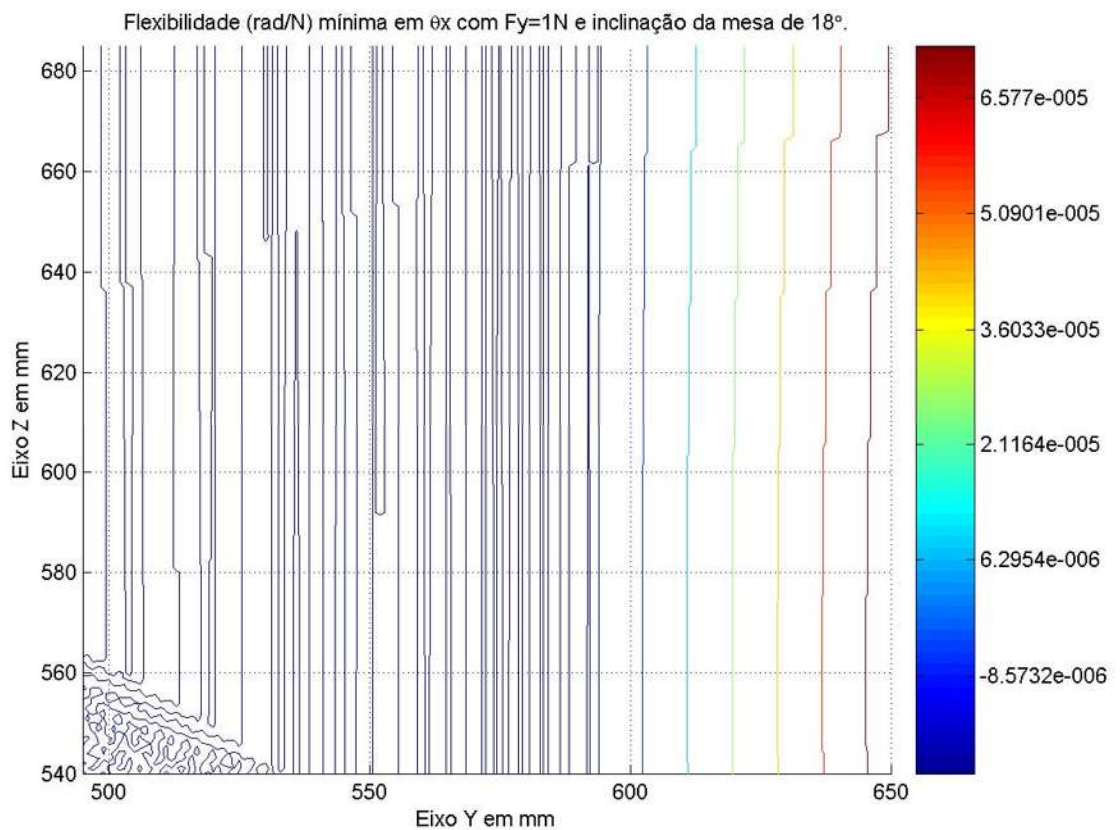 Flexibilidade (rad/N) mínima em θx com Fy=1N e inclinação da mesa de 18º.
Eixo Z em mm
680
660
640
620
600
580
560
540
500
550
600
650
Eixo Y em mm
6.577e-005
5.0901e-005
3.6033e-005
2.1164e-005
6.2954e-006
-8.5732e-006